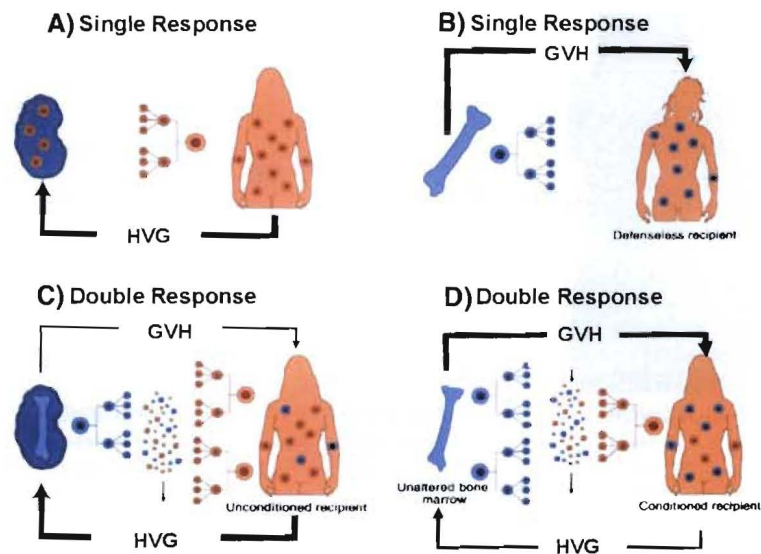 A) Single Response
HVG
B) Single Response
GVH
Defenseless recipient
C) Double Response
GVH
Unconditioned recipient
HVG
D) Double Response
GVH
Unaltered bone
marrow
Conditioned recipient
HVG